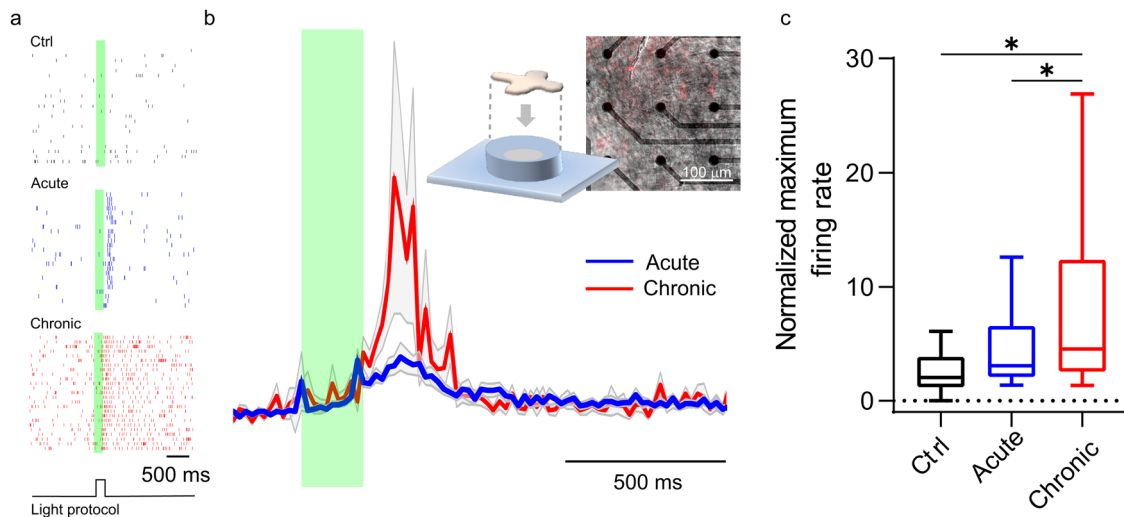 a
Ctrl
Acute
Chronic
500 ms
Light protocol
b
100 μm
Acute
Chronic
500 ms
c
Normalized maximum
firing rate
*
*
30
20
10
0
Ctrl
Acute
Chronic